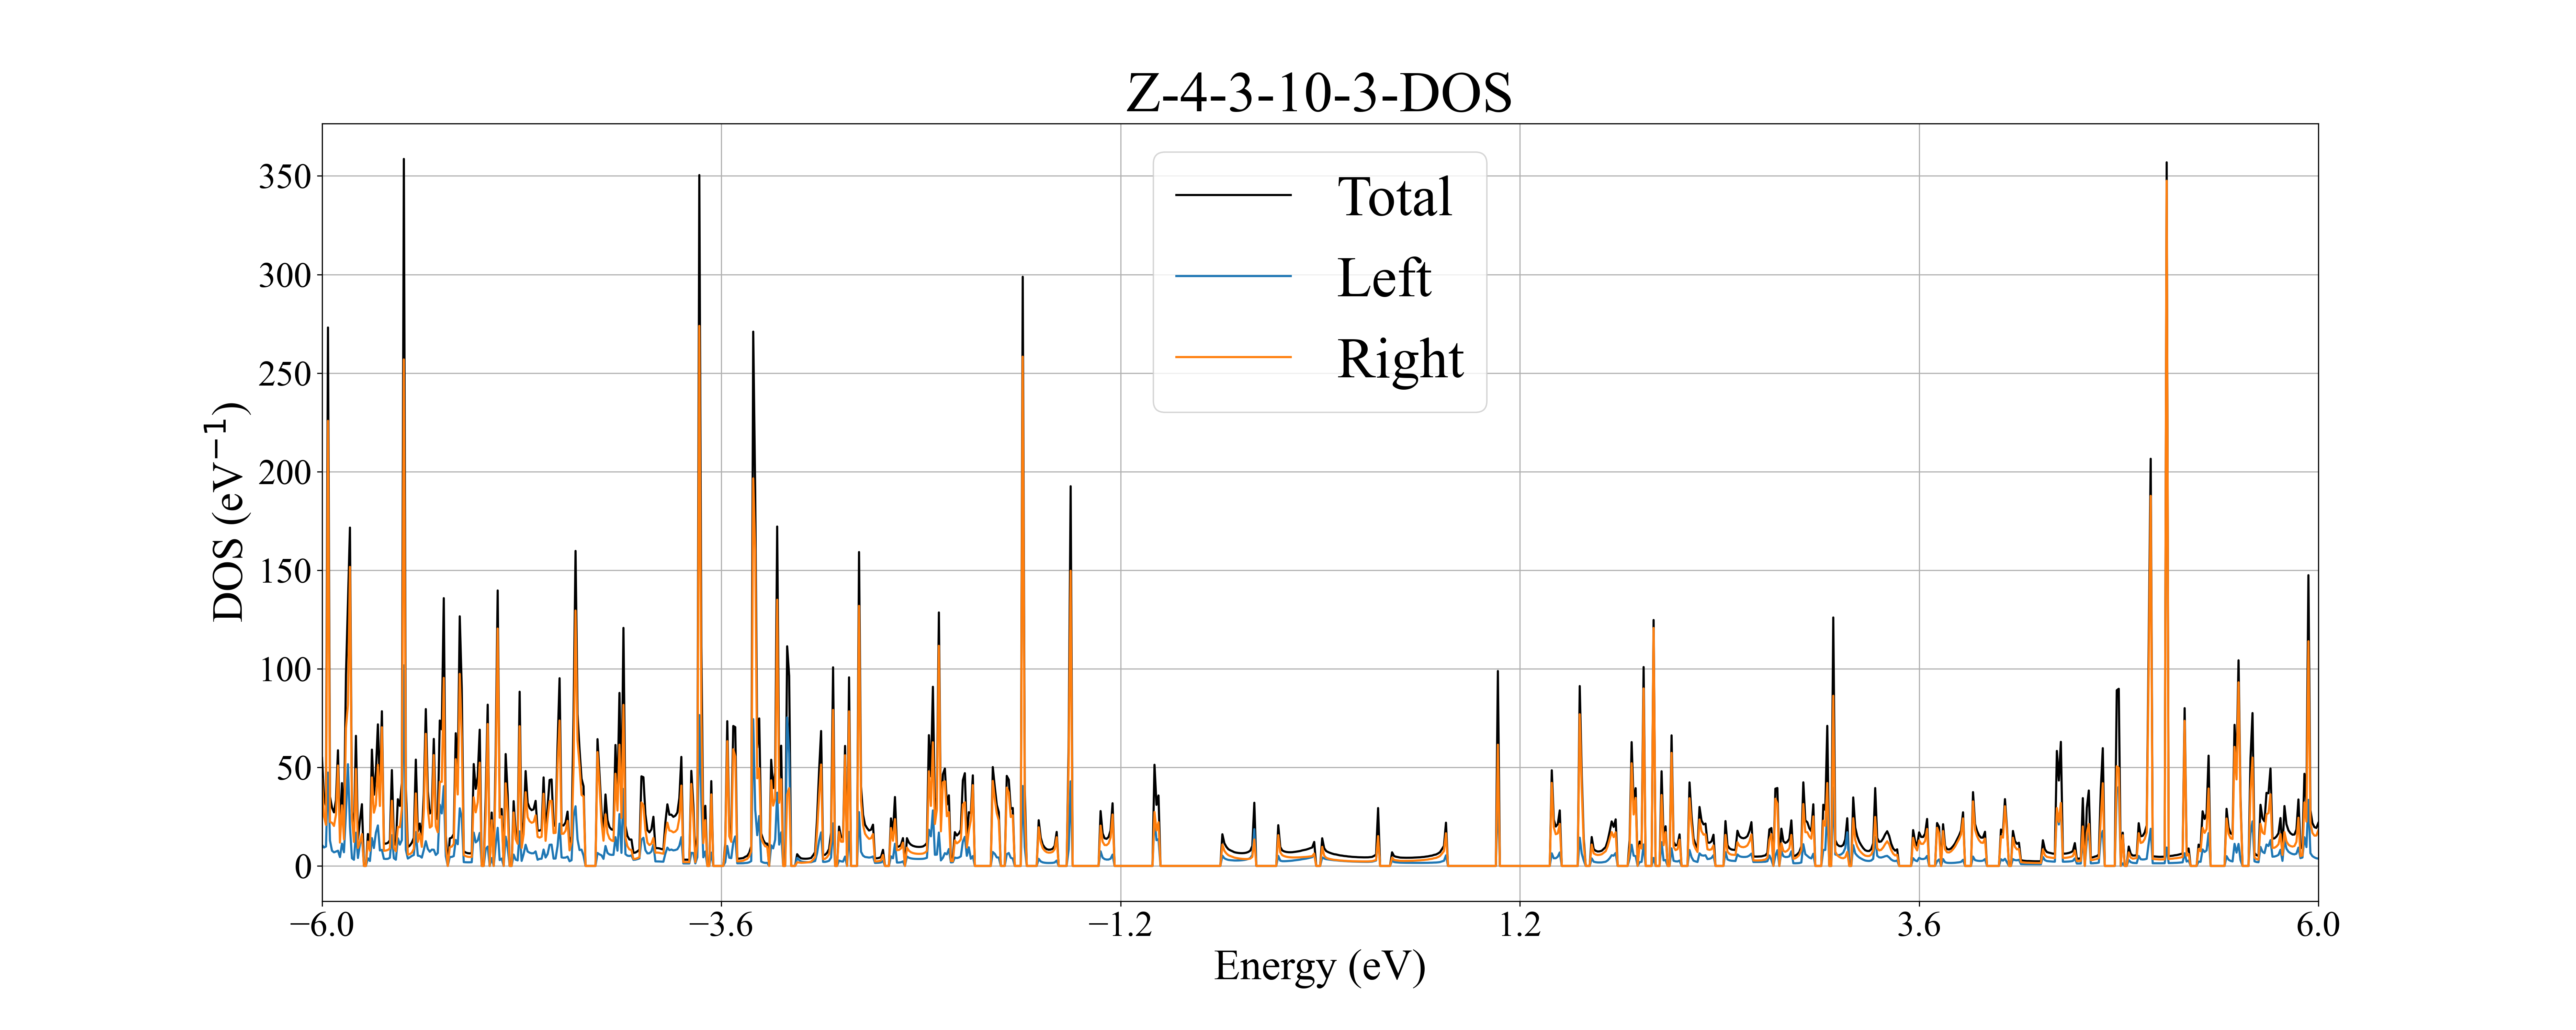 Z-4-3-10-3-DOS
Total
Left
Right
DOS (eV⁻¹)
350
300
250
200
150
100
50
0
−6.0 −3.6 −1.2 1.2 3.6 6.0
Energy (eV)